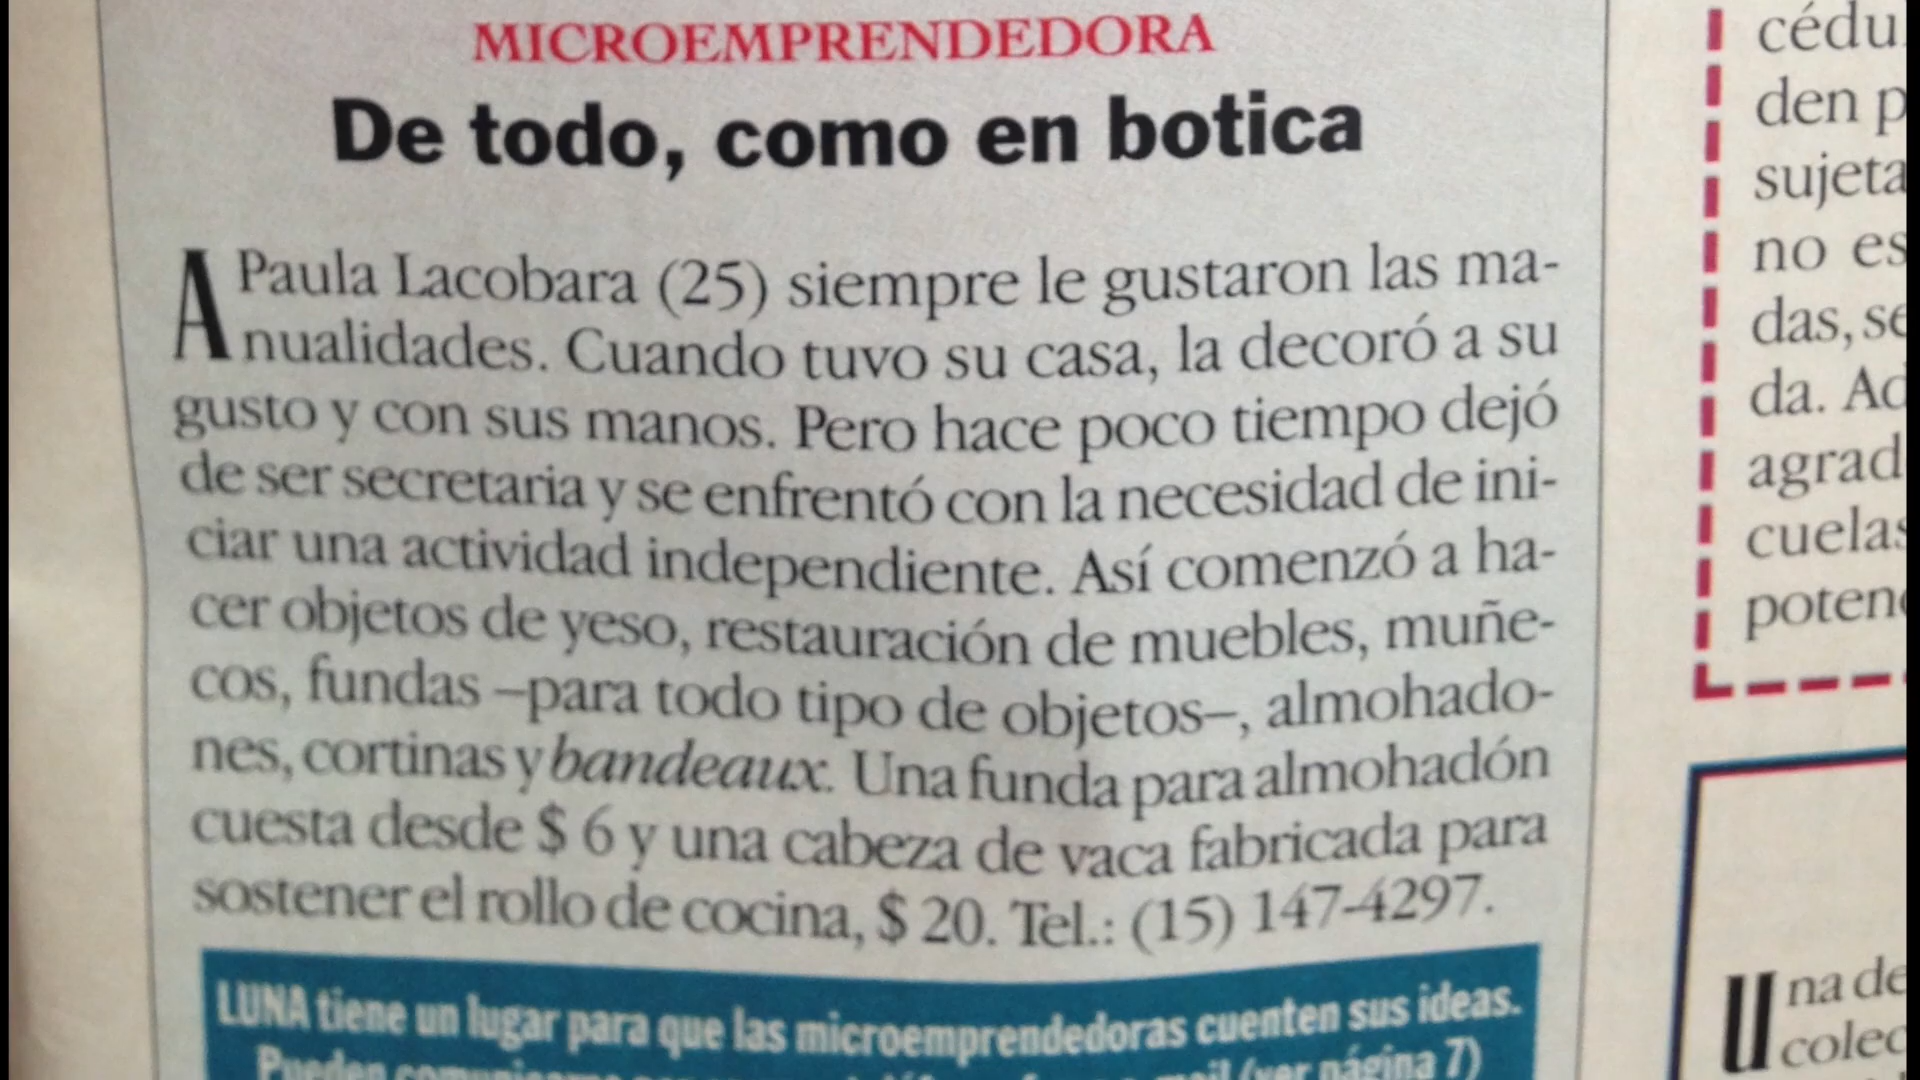 MICROEMPRENDEDORA
De todo, como en botica
A Paula Lacobara (25) siempre le gustaron las ma-
nualidades. Cuando tuvo su casa, la decoró a su
gusto y con sus manos. Pero hace poco tiempo dejó
de ser secretaria y se enfrentó con la necesidad de ini-
ciar una actividad independiente. Así comenzó a ha-
cer objetos de yeso, restauración de muebles, muñe-
cos, fundas –para todo tipo de objetos–, almohado-
nes, cortinas y bandeaux. Una funda para almohadón
cuesta desde $ 6 y una cabeza de vaca fabricada para
sostener el rollo de cocina, $ 20. Tel.: (15) 147-4297.
LUNA tiene un lugar para que las microemprendedoras cuenten sus ideas.
Pueden (ver página 7)
cédu
den p
sujeta
no es
das, se
da. Ad
agrad
cuelas
poten
Una de
colec